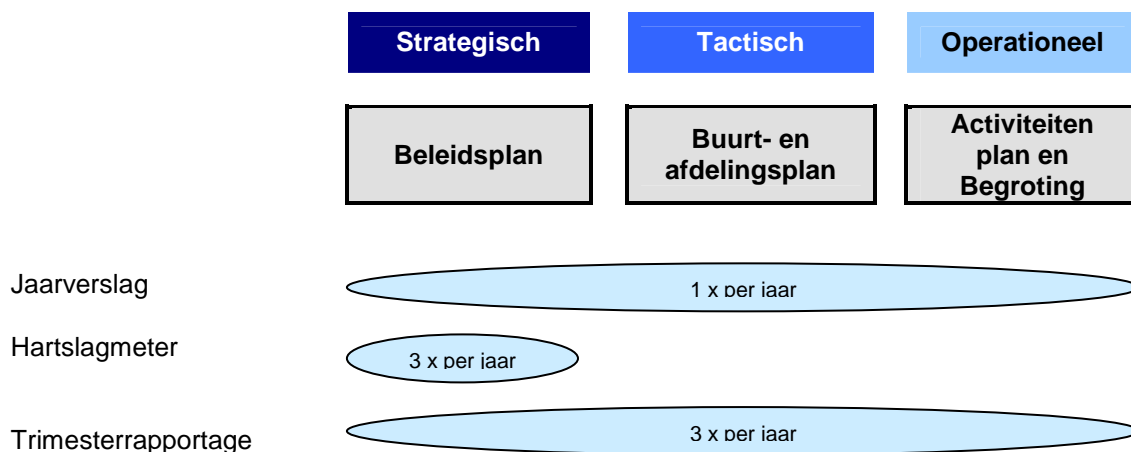 Strategisch
Tactisch
Operationeel
Beleidsplan
Buurt- en
afdelingsplan
Activiteiten
plan en
Begroting
Jaarverslag
1 x per jaar
Hartslagmeter
3 x per jaar
Trimesterrapportage
3 x per jaar